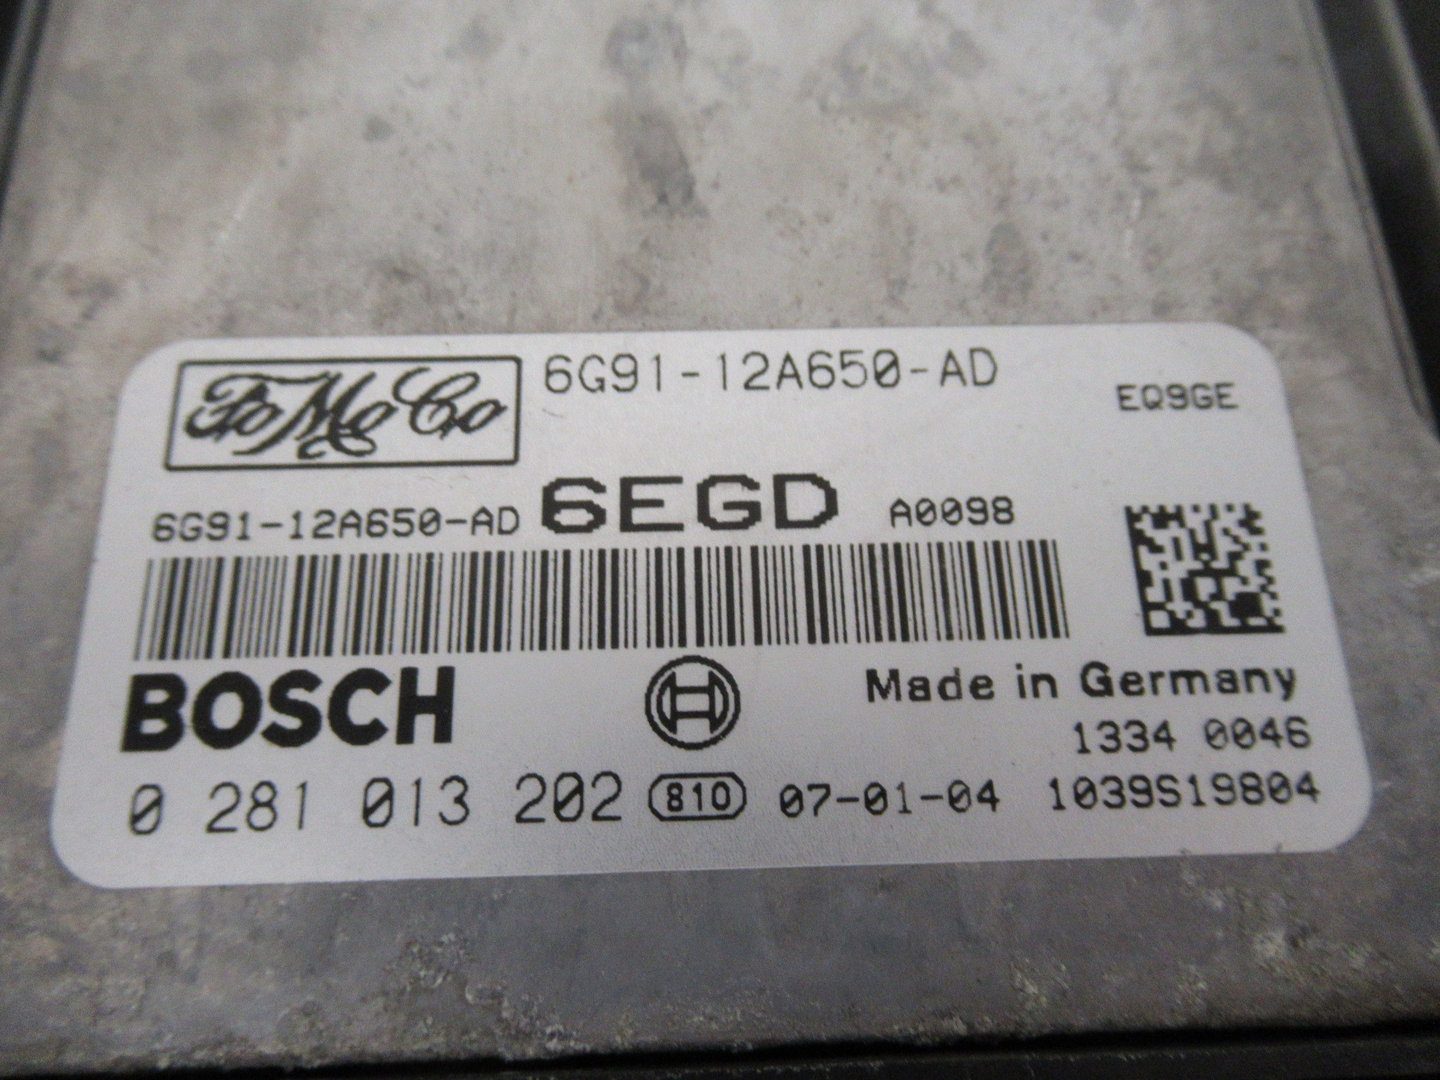 FoMoCo 6G91-12A650-AD EQ9GE
6G91-12A650-AD 6EGD A0098
BOSCH Made in Germany
1334 0046
0 281 013 202 810 07-01-04 1039S19804